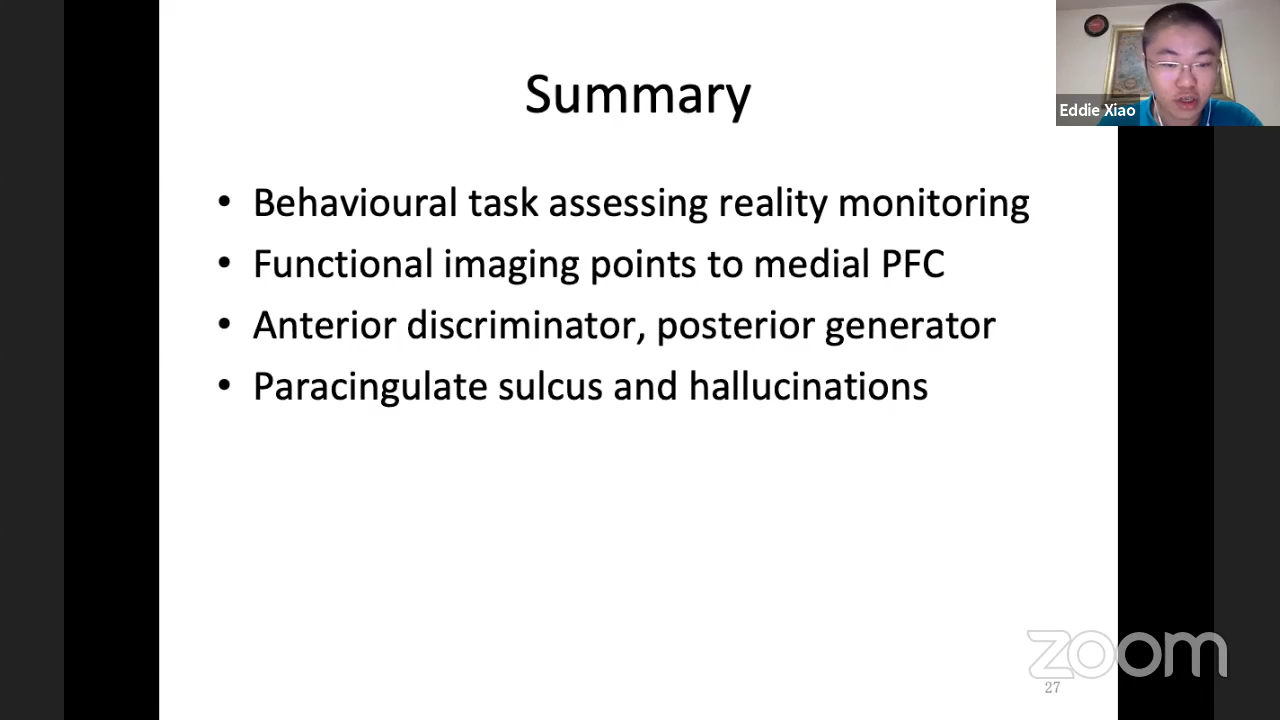 Summary
Eddie Xiao
• Behavioural task assessing reality monitoring
• Functional imaging points to medial PFC
• Anterior discriminator, posterior generator
• Paracingulate sulcus and hallucinations
zoom
27